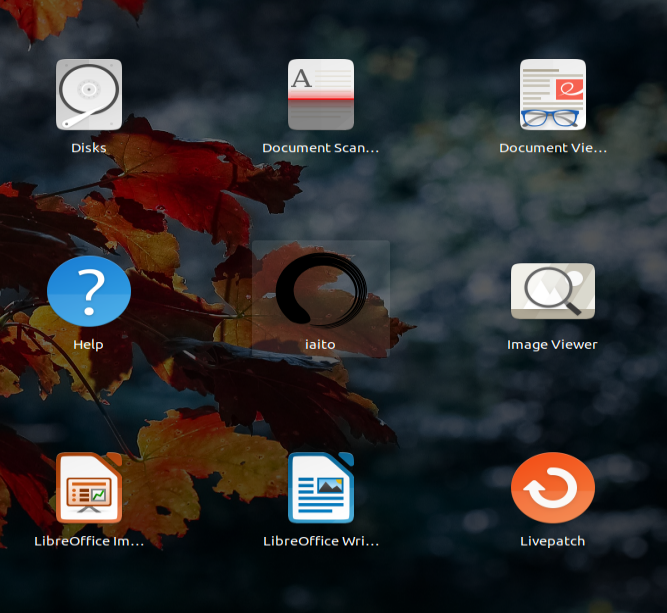 A
Disks
Document Scan...
Document Vie...
?
Help
iaito
Image Viewer
LibreOffice Im...
LibreOffice Wri...
Livepatch